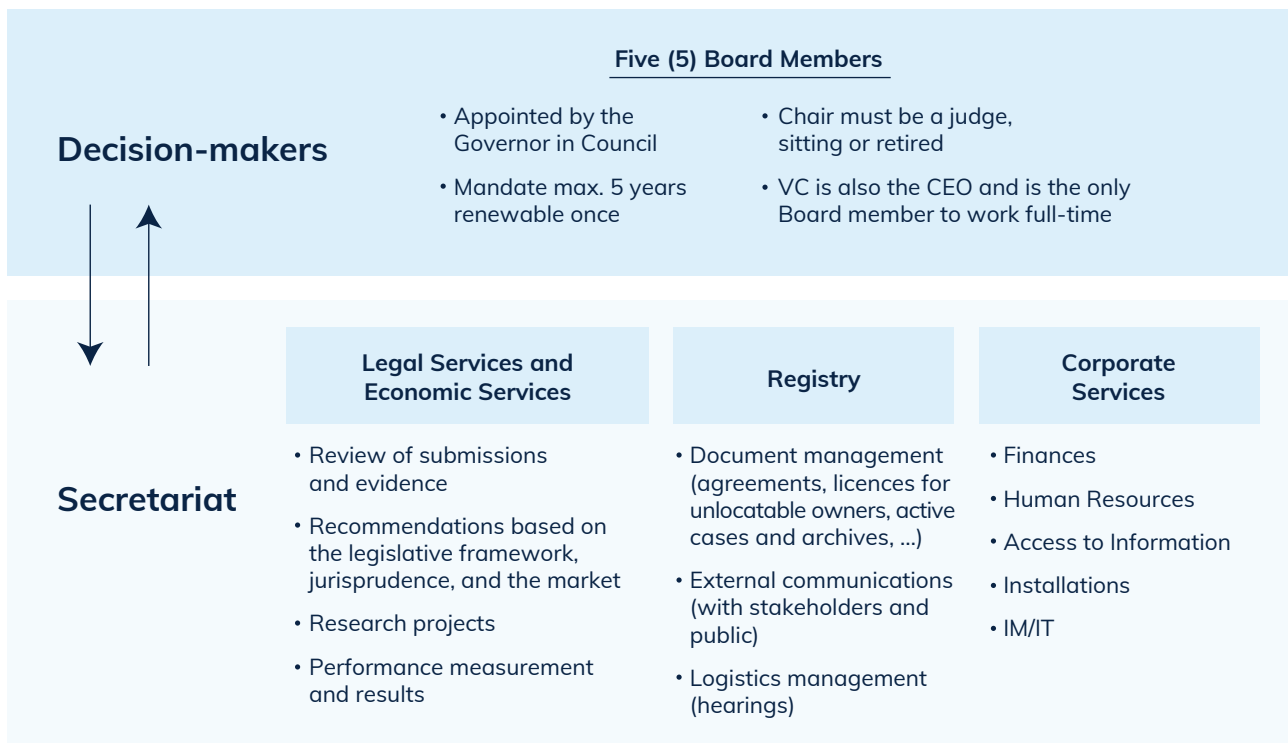 Five (5) Board Members
Decision-makers
• Appointed by the
Governor in Council
• Mandate max. 5 years
renewable once
• Chair must be a judge,
sitting or retired
• VC is also the CEO and is the only
Board member to work full-time
Secretariat
Legal Services and
Economic Services
• Review of submissions
and evidence
• Recommendations based on
the legislative framework,
jurisprudence, and the market
• Research projects
• Performance measurement
and results
Registry
• Document management
(agreements, licences for
unlocatable owners, active
cases and archives, ...)
• External communications
(with stakeholders and
public)
• Logistics management
(hearings)
Corporate
Services
• Finances
• Human Resources
• Access to Information
• Installations
• IM/IT